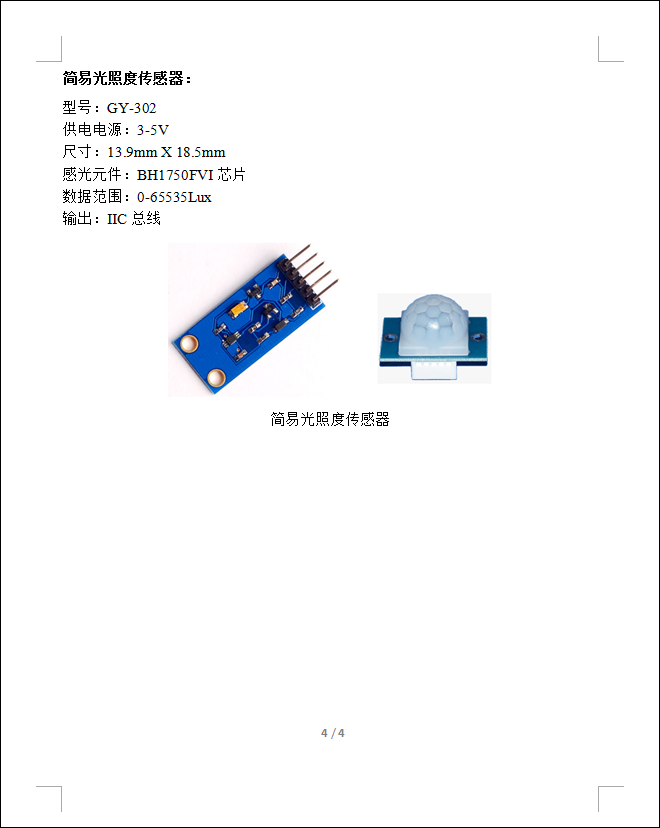 简易光照度传感器：
型号：GY-302
供电电源：3-5V
尺寸：13.9mm X 18.5mm
感光元件：BH1750FVI 芯片
数据范围：0-65535Lux
输出：IIC 总线
简易光照度传感器
4 / 4